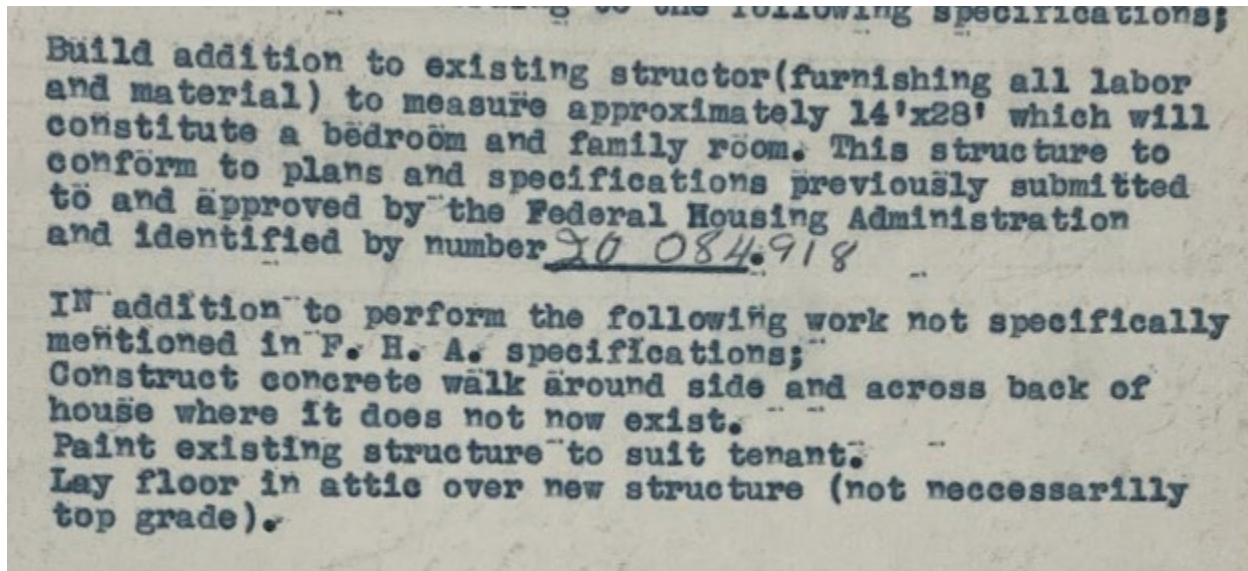 to the following specifications;
Build addition to existing structor(furnishing all labor
and material) to measure approximately 14'x28' which will
constitute a bedroom and family room. This structure to
conform to plans and specifications previously submitted
to and approved by the Federal Housing Administration
and identified by number 20 084.918
IN addition to perform the following work not specifically
mentioned in F. H. A. specifications;
Construct concrete walk around side and across back of
house where it does not now exist.
Paint existing structure to suit tenant.
Lay floor in attic over new structure (not neccessarilly
top grade).